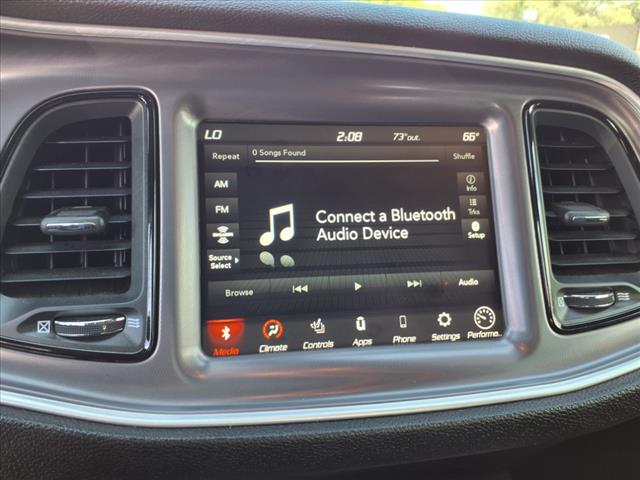 LO 2:08 73°out. 66°
Repeat 0 Songs Found Shuffle
AM
FM
Info
Trks
Setup
Connect a Bluetooth
Audio Device
Source
Select
Browse Audio
Media Climate Controls Apps Phone Settings Performa...